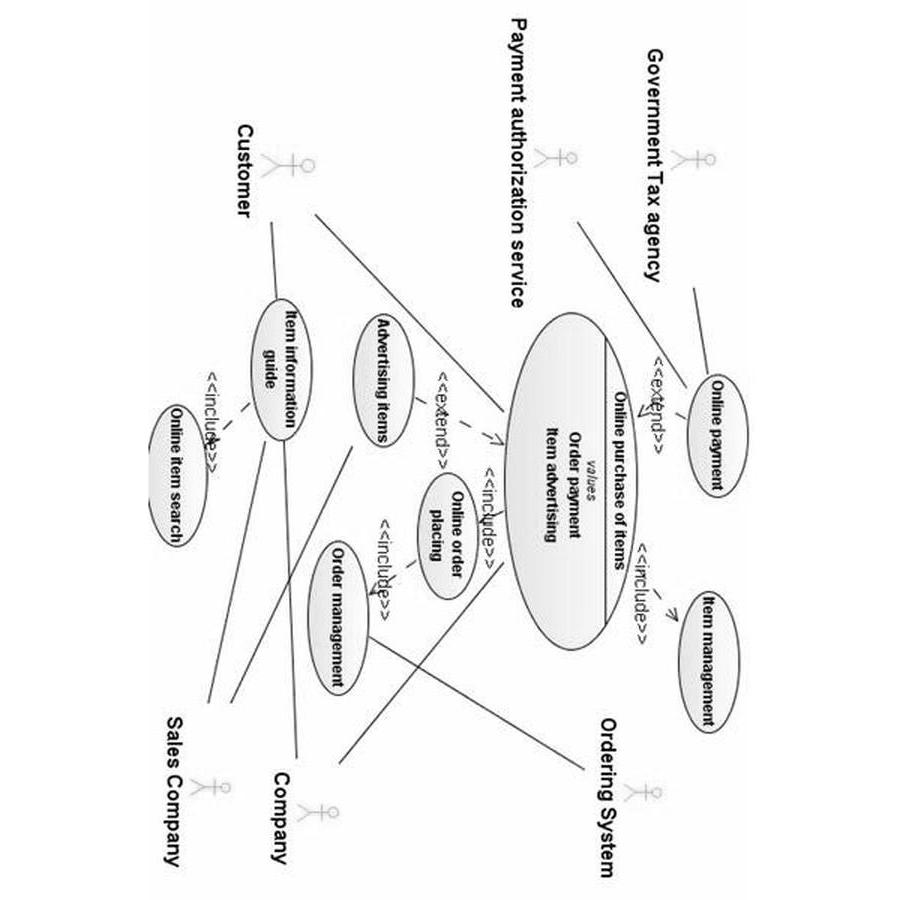 Government Tax agency
Online payment
<<extend>>
Item management
<<include>>
Ordering System
Payment authorization service
Online purchase of items
values
Order payment
Item advertising
<<include>>
Online order
placing
<<extend>>
Advertising items
<<include>>
Order management
Customer
Item information
guide
<<include>>
Online item search
Company
Sales Company